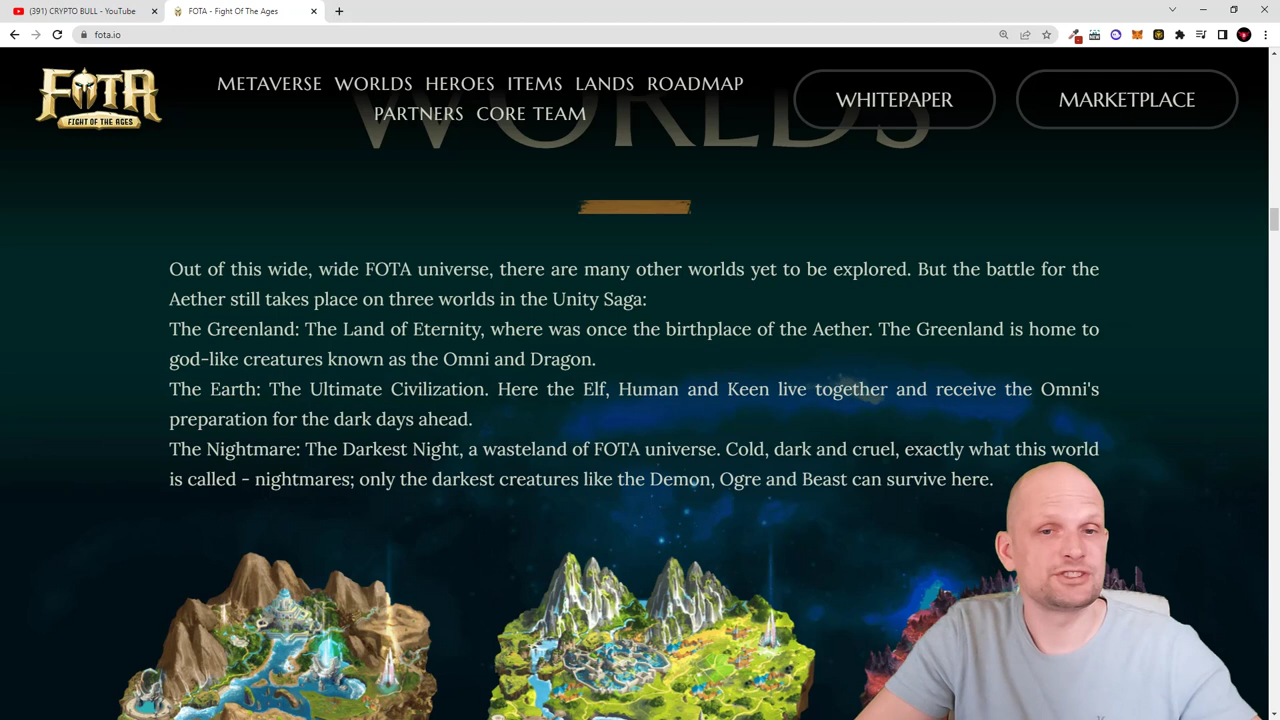 (391) CRYPTO BULL - YouTube
FOTA - Fight Of The Ages
fota.io
FOTA
FIGHT OF THE AGES
METAVERSE WORLDS HEROES ITEMS LANDS ROADMAP
PARTNERS CORE TEAM
WHITEPAPER
MARKETPLACE
WORLDS
Out of this wide, wide FOTA universe, there are many other worlds yet to be explored. But the battle for the
Aether still takes place on three worlds in the Unity Saga:
The Greenland: The Land of Eternity, where was once the birthplace of the Aether. The Greenland is home to
god-like creatures known as the Omni and Dragon.
The Earth: The Ultimate Civilization. Here the Elf, Human and Keen live together and receive the Omni's
preparation for the dark days ahead.
The Nightmare: The Darkest Night, a wasteland of FOTA universe. Cold, dark and cruel, exactly what this world
is called - nightmares; only the darkest creatures like the Demon, Ogre and Beast can survive here.